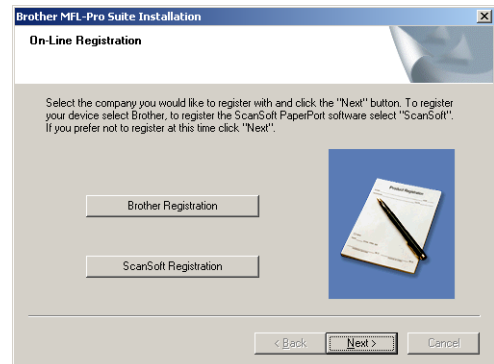 Brother MFL-Pro Suite Installation
On-Line Registration
Select the company you would like to register with and click the "Next" button. To register
your device select Brother, to register the ScanSoft PaperPort software select "ScanSoft".
If you prefer not to register at this time click "Next".
Brother Registration
Product Registration
ScanSoft Registration
< Back
Next >
Cancel